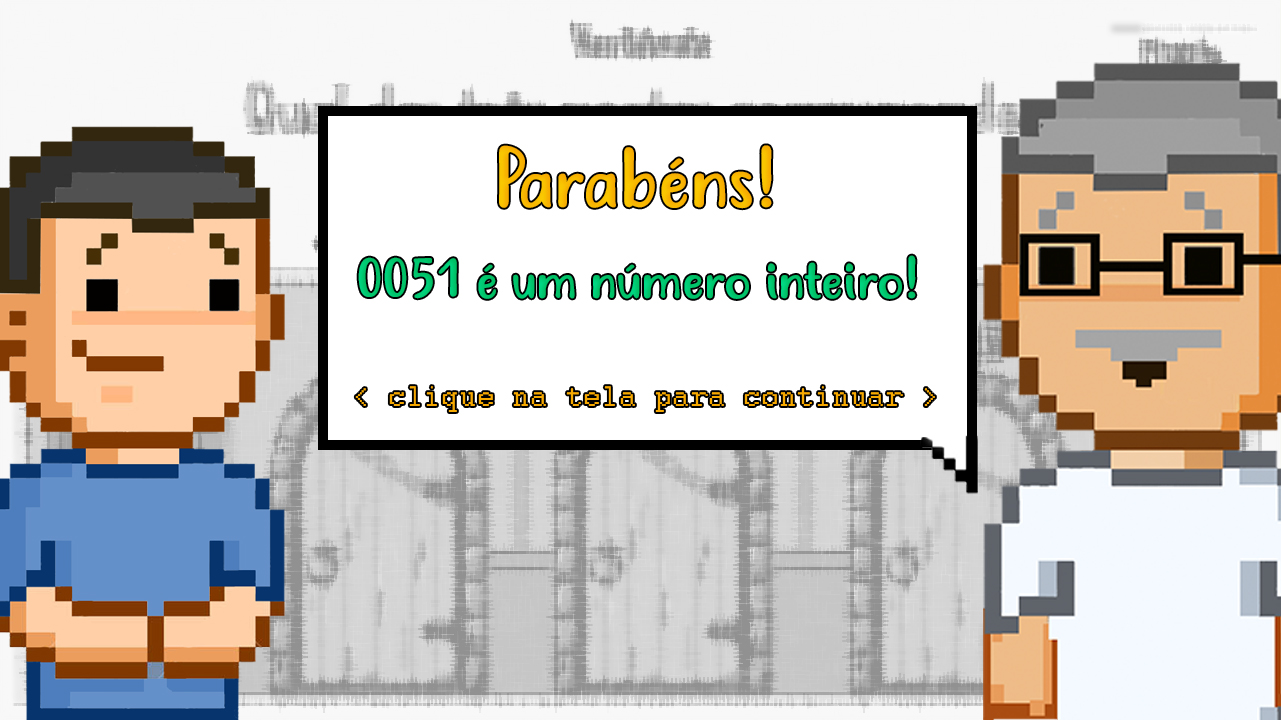 Parabéns!
0051 é um número inteiro!
< clique na tela para continuar >